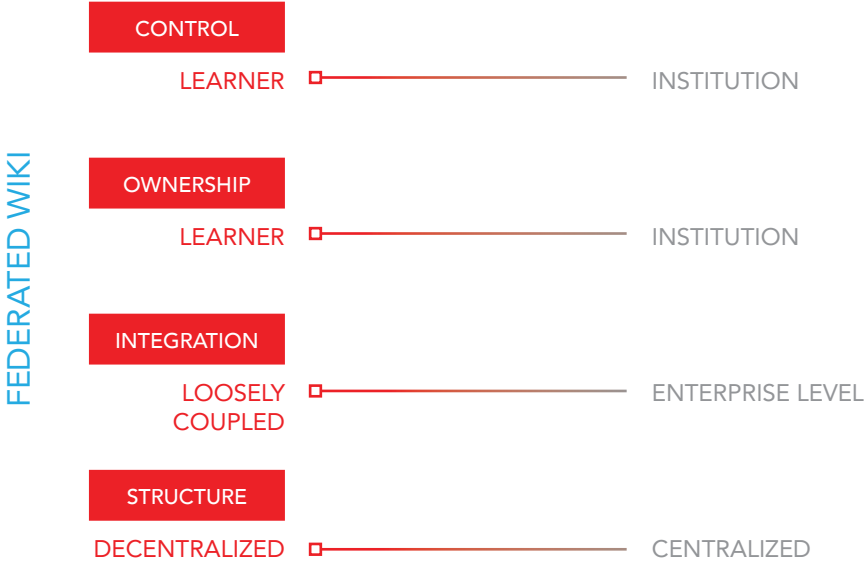 FEDERATED WIKI
CONTROL
LEARNER
INSTITUTION
OWNERSHIP
LEARNER
INSTITUTION
INTEGRATION
LOOSELY
COUPLED
ENTERPRISE LEVEL
STRUCTURE
DECENTRALIZED
CENTRALIZED